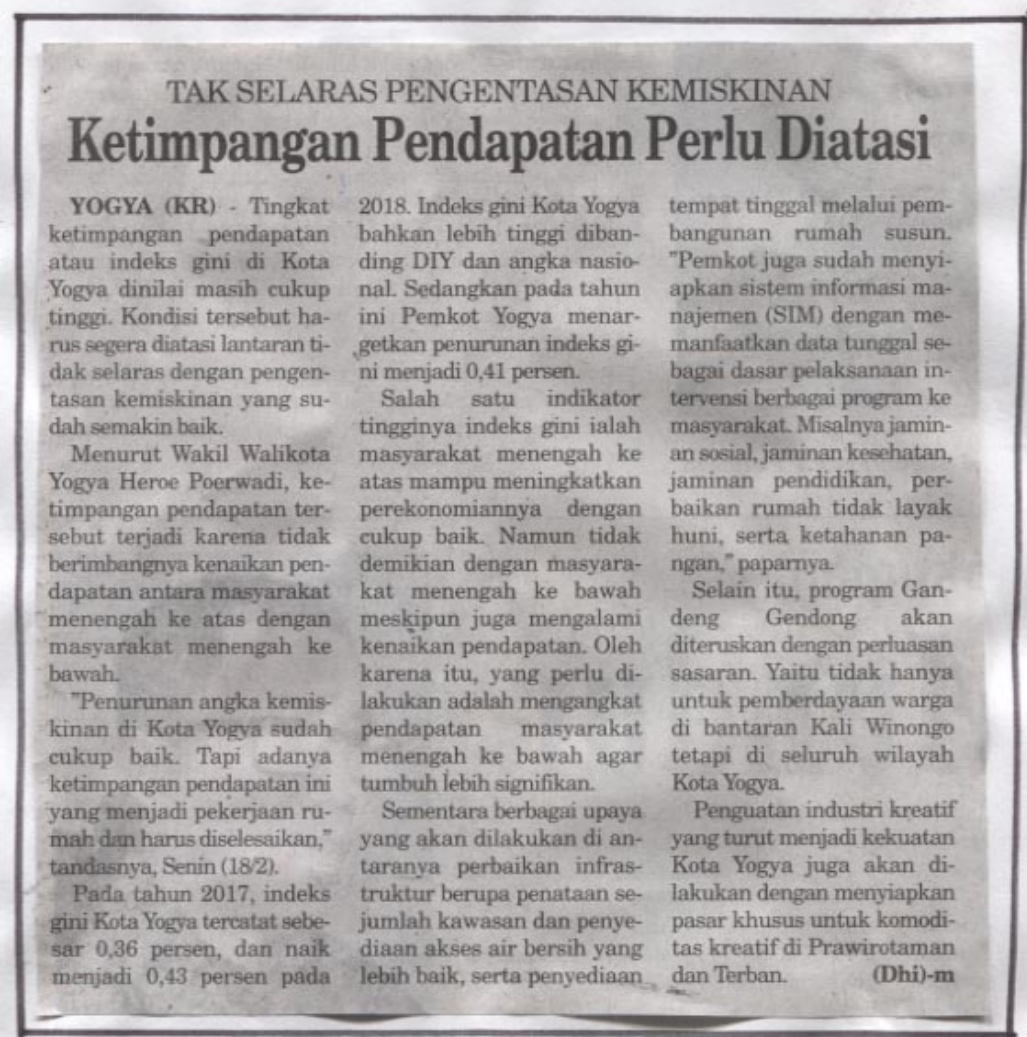 TAK SELARAS PENGENTASAN KEMISKINAN
Ketimpangan Pendapatan Perlu Diatasi
YOGYA (KR) - Tingkat
ketimpangan pendapatan
atau indeks gini di Kota
Yogya dinilai masih cukup
tinggi. Kondisi tersebut ha-
rus segera diatasi lantaran ti-
dak selaras dengan pengen-
tasan kemiskinan yang su-
dah semakin baik.
Menurut Wakil Walikota
Yogya Heroe Poerwadi, ke-
timpangan pendapatan ter-
sebut terjadi karena tidak
berimbangnya kenaikan pen-
dapatan antara masyarakat
menengah ke atas dengan
masyarakat menengah ke
bawah.
"Penurunan angka kemis-
kinan di Kota Yogya sudah
cukup baik. Tapi adanya
ketimpangan pendapatan ini
yang menjadi pekerjaan ru-
mah dan harus diselesaikan,"
tandasnya, Senin (18/2).
Pada tahun 2017, indeks
gini Kota Yogya tercatat sebe-
sar 0,36 persen, dan naik
menjadi 0,43 persen pada
2018. Indeks gini Kota Yogya
bahkan lebih tinggi diban-
ding DIY dan angka nasio-
nal. Sedangkan pada tahun
ini Pemkot Yogya menar-
getkan penurunan indeks gi-
ni menjadi 0,41 persen.
Salah satu indikator
tingginya indeks gini ialah
masyarakat menengah ke
atas mampu meningkatkan
perekonomiannya dengan
cukup baik. Namun tidak
demikian dengan masyara-
kat menengah ke bawah
meskipun juga mengalami
kenaikan pendapatan. Oleh
karena itu, yang perlu di-
lakukan adalah mengangkat
pendapatan masyarakat
menengah ke bawah agar
tumbuh lebih signifikan.
Sementara berbagai upaya
yang akan dilakukan di an-
taranya perbaikan infras-
truktur berupa penataan se-
jumlah kawasan dan penye-
diaan akses air bersih yang
lebih baik, serta penyediaan
tempat tinggal melalui pem-
bangunan rumah susun.
"Pemkot juga sudah menyi-
apkan sistem informasi ma-
najemen (SIM) dengan me-
manfaatkan data tunggal se-
bagai dasar pelaksanaan in-
tervensi berbagai program ke
masyarakat. Misalnya jamin-
an sosial, jaminan kesehatan,
jaminan pendidikan, per-
baikan rumah tidak layak
huni, serta ketahanan pa-
ngan," paparnya.
Selain itu, program Gan-
deng Gendong akan
diteruskan dengan perluasan
sasaran. Yaitu tidak hanya
untuk pemberdayaan warga
di bantaran Kali Winongo
tetapi di seluruh wilayah
Kota Yogya.
Penguatan industri kreatif
yang turut menjadi kekuatan
Kota Yogya juga akan di-
lakukan dengan menyiapkan
pasar khusus untuk komodi-
tas kreatif di Prawirotaman
dan Terban. (Dhi)-m